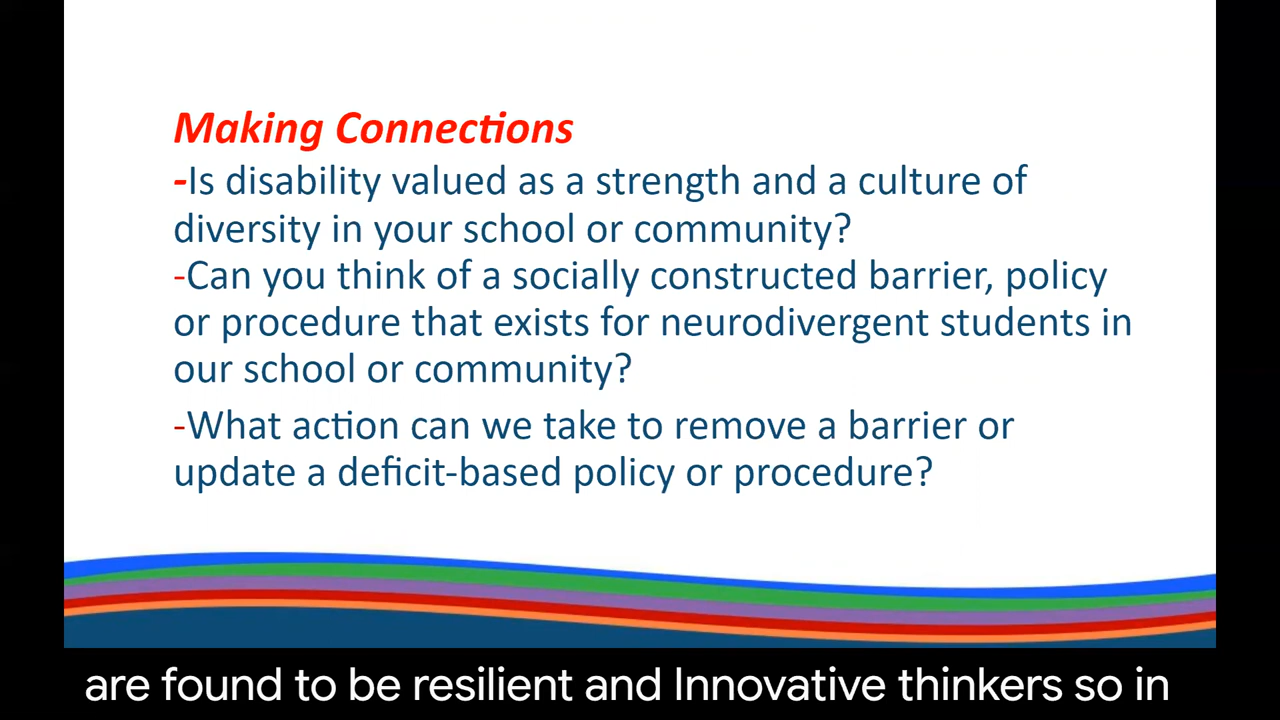 Making Connections
-Is disability valued as a strength and a culture of
diversity in your school or community?
-Can you think of a socially constructed barrier, policy
or procedure that exists for neurodivergent students in
our school or community?
-What action can we take to remove a barrier or
update a deficit-based policy or procedure?
are found to be resilient and Innovative thinkers so in